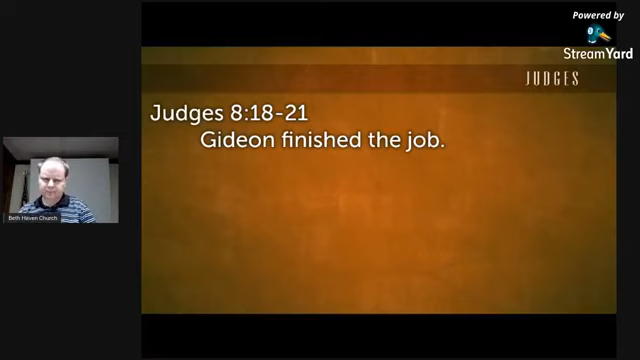 Powered by
StreamYard
JUDGES
Judges 8:18-21
Gideon finished the job.
Beth Haven Church